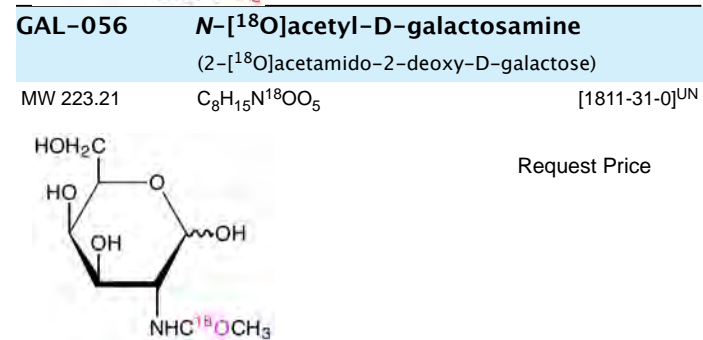 GAL-056 N-[¹⁸O]acetyl-D-galactosamine
(2-[¹⁸O]acetamido-2-deoxy-D-galactose)
MW 223.21 C₈H₁₅N¹⁸OO₅ [1811-31-0]ᵁᴺ
Request Price
HOH₂C
O
HO
OH
OH
NHC¹⁸OCH₃